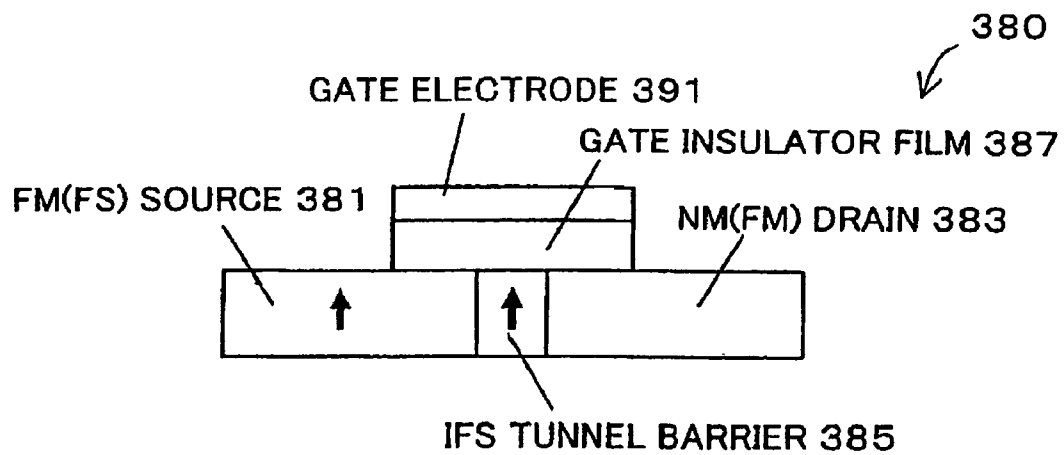 380
GATE ELECTRODE 391
GATE INSULATOR FILM 387
FM(FS) SOURCE 381
NM(FM) DRAIN 383
IFS TUNNEL BARRIER 385